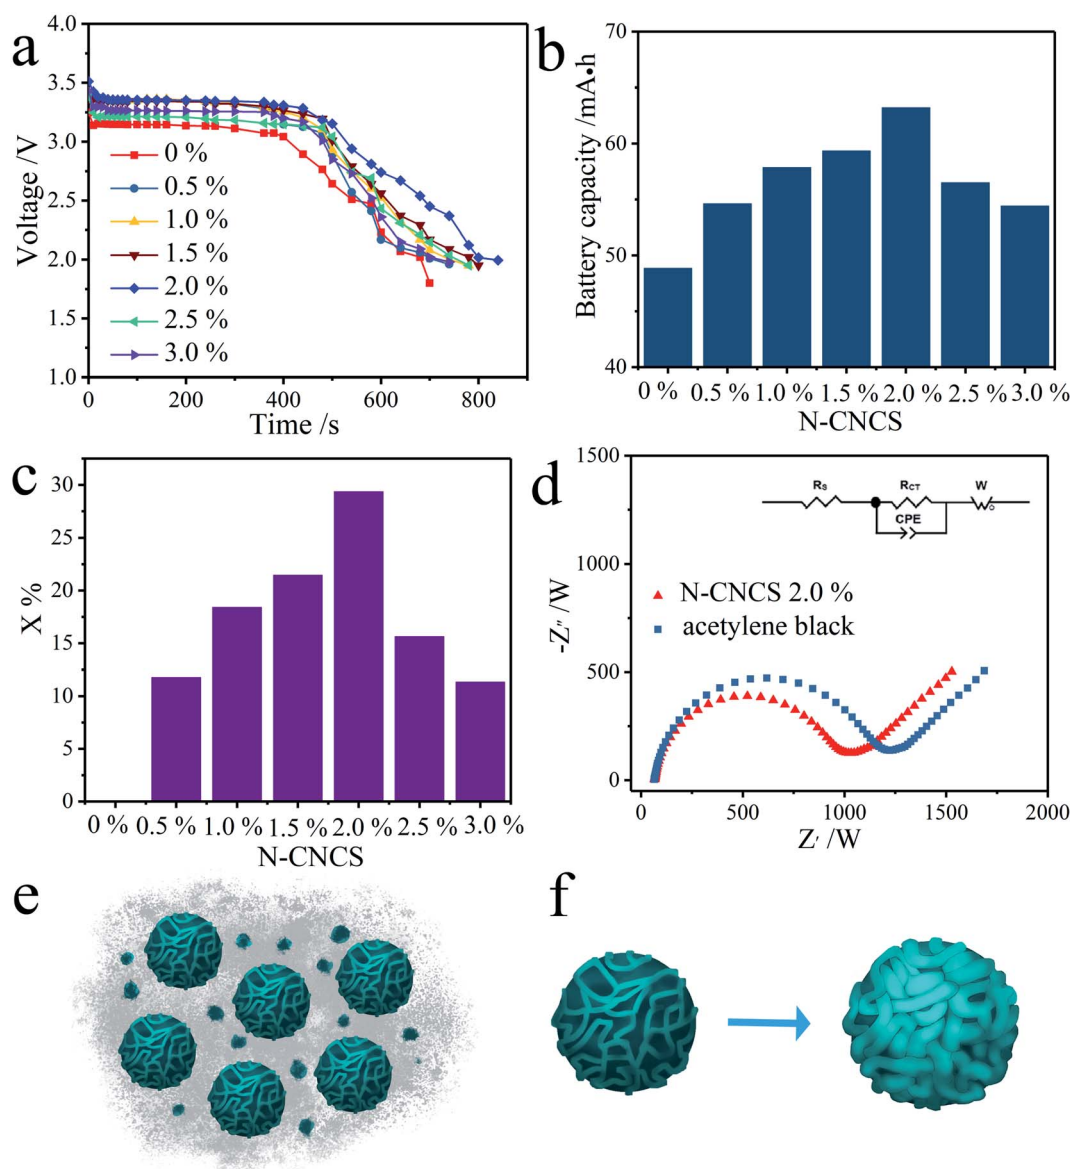 a
4.0
3.5
3.0
2.5
2.0
1.5
1.0
Voltage /V
0 %
0.5 %
1.0 %
1.5 %
2.0 %
2.5 %
3.0 %
0 200 400 600 800
Time /s
b
70
60
50
40
Battery capacity /mA•h
0 % 0.5 % 1.0 % 1.5 % 2.0 % 2.5 % 3.0 %
N-CNCS
c
30
25
20
15
10
5
0
X %
0 % 0.5 % 1.0 % 1.5 % 2.0 % 2.5 % 3.0 %
N-CNCS
d
1500
1000
500
0
-Z″ /W
RS RCT W
CPE
N-CNCS 2.0 %
acetylene black
0 500 1000 1500 2000
Z′ /W
e
f